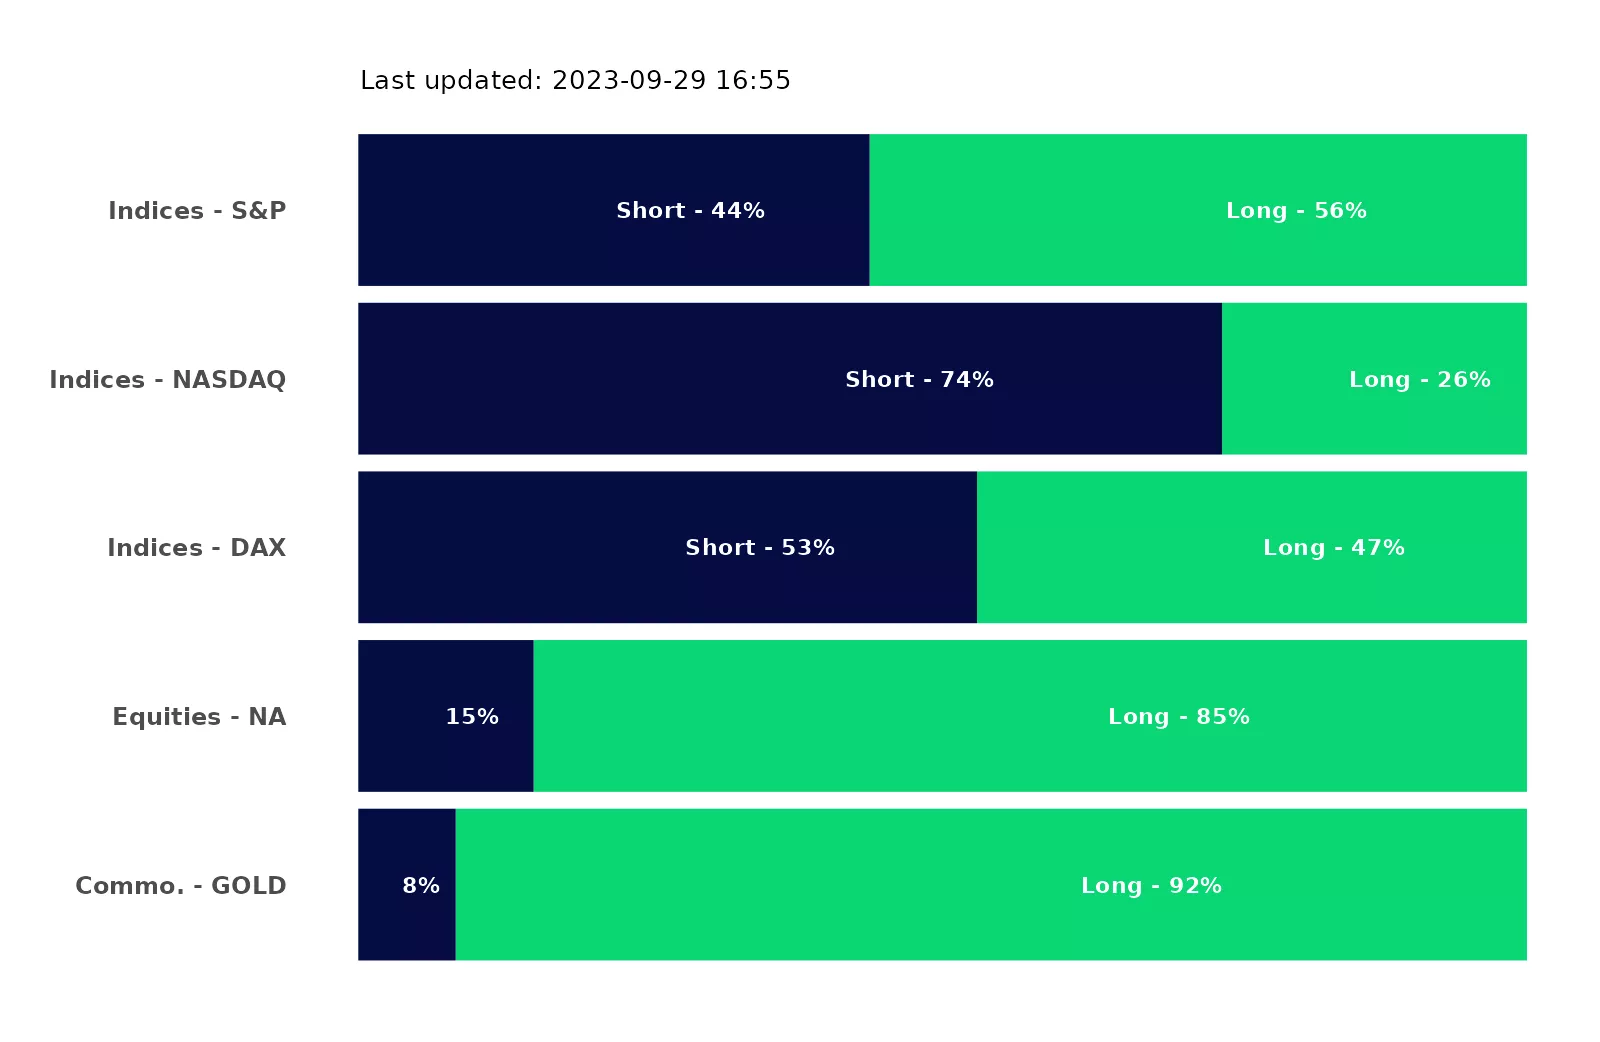 Last updated: 2023-09-29 16:55
Indices - S&P Short - 44% Long - 56%
Indices - NASDAQ Short - 74% Long - 26%
Indices - DAX Short - 53% Long - 47%
Equities - NA 15% Long - 85%
Commo. - GOLD 8% Long - 92%